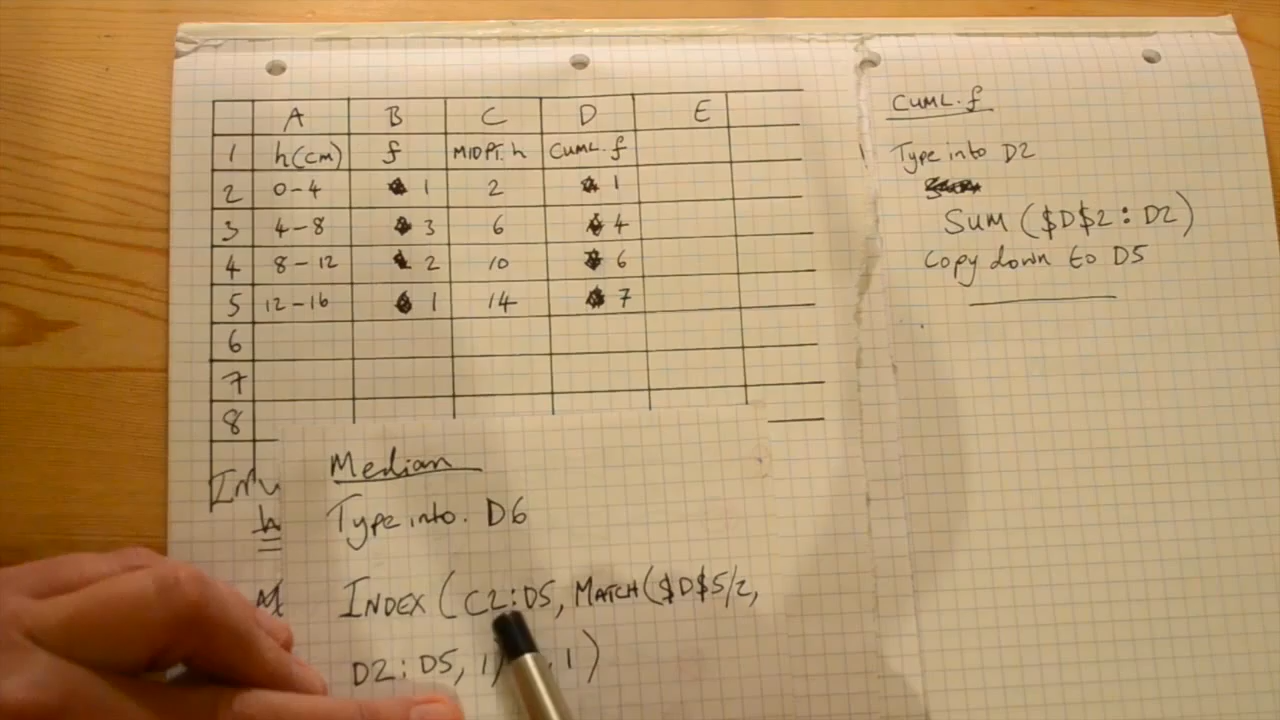 A B C D E
1 h(cm) f MIDPT. h CUML. f
2 0-4 1 2 1
3 4-8 3 6 4
4 8-12 2 10 6
5 12-16 1 14 7
6
7
8
Median
Type into. D6
INDEX (C2:D5, MATCH($D$5/2,
D2:D5, 1) , 1)
CUML. f
Type into D2
SUM ($D$2:D2)
Copy down to D5